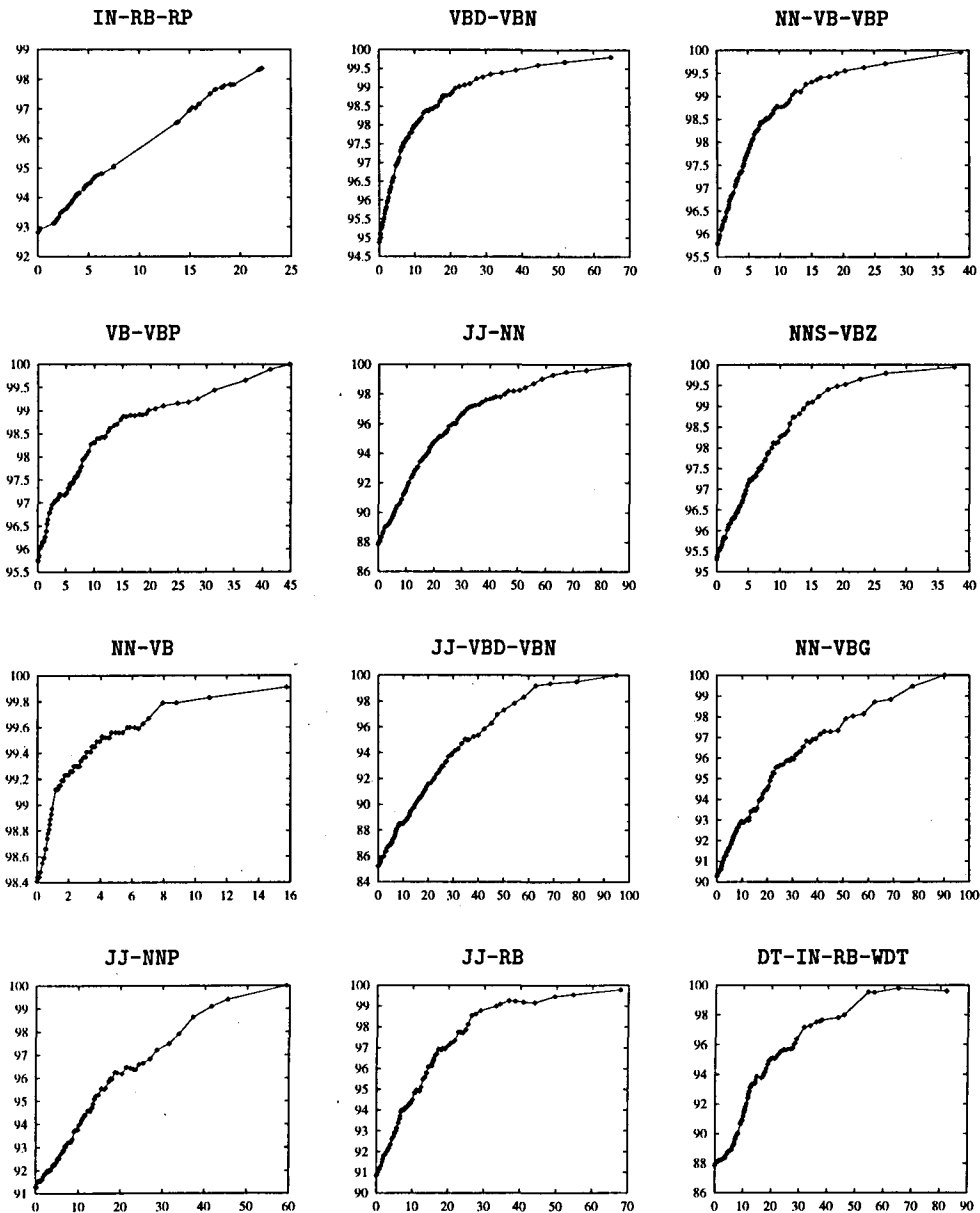 IN-RB-RP VBD-VBN NN-VB-VBP
99 98 97 96 95 94 93 92
0 5 10 15 20 25
100 99.5 99 98.5 98 97.5 97 96.5 96 95.5 95 94.5
0 10 20 30 40 50 60 70
100 99.5 99 98.5 98 97.5 97 96.5 96 95.5
0 5 10 15 20 25 30 35 40
VB-VBP JJ-NN NNS-VBZ
100 99.5 99 98.5 98 97.5 97 96.5 96 95.5
0 5 10 15 20 25 30 35 40 45
100 98 96 94 92 90 88 86
0 10 20 30 40 50 60 70 80 90
100 99.5 99 98.5 98 97.5 97 96.5 96 95.5 95
0 5 10 15 20 25 30 35 40
NN-VB JJ-VBD-VBN NN-VBG
100 99.8 99.6 99.4 99.2 99 98.8 98.6 98.4
0 2 4 6 8 10 12 14 16
100 98 96 94 92 90 88 86 84
0 10 20 30 40 50 60 70 80 90 100
100 99 98 97 96 95 94 93 92 91 90
0 10 20 30 40 50 60 70 80 90 100
JJ-NNP JJ-RB DT-IN-RB-WDT
100 99 98 97 96 95 94 93 92 91
0 10 20 30 40 50 60
100 99 98 97 96 95 94 93 92 91 90
0 10 20 30 40 50 60 70
100 98 96 94 92 90 88 86
0 10 20 30 40 50 60 70 80 90